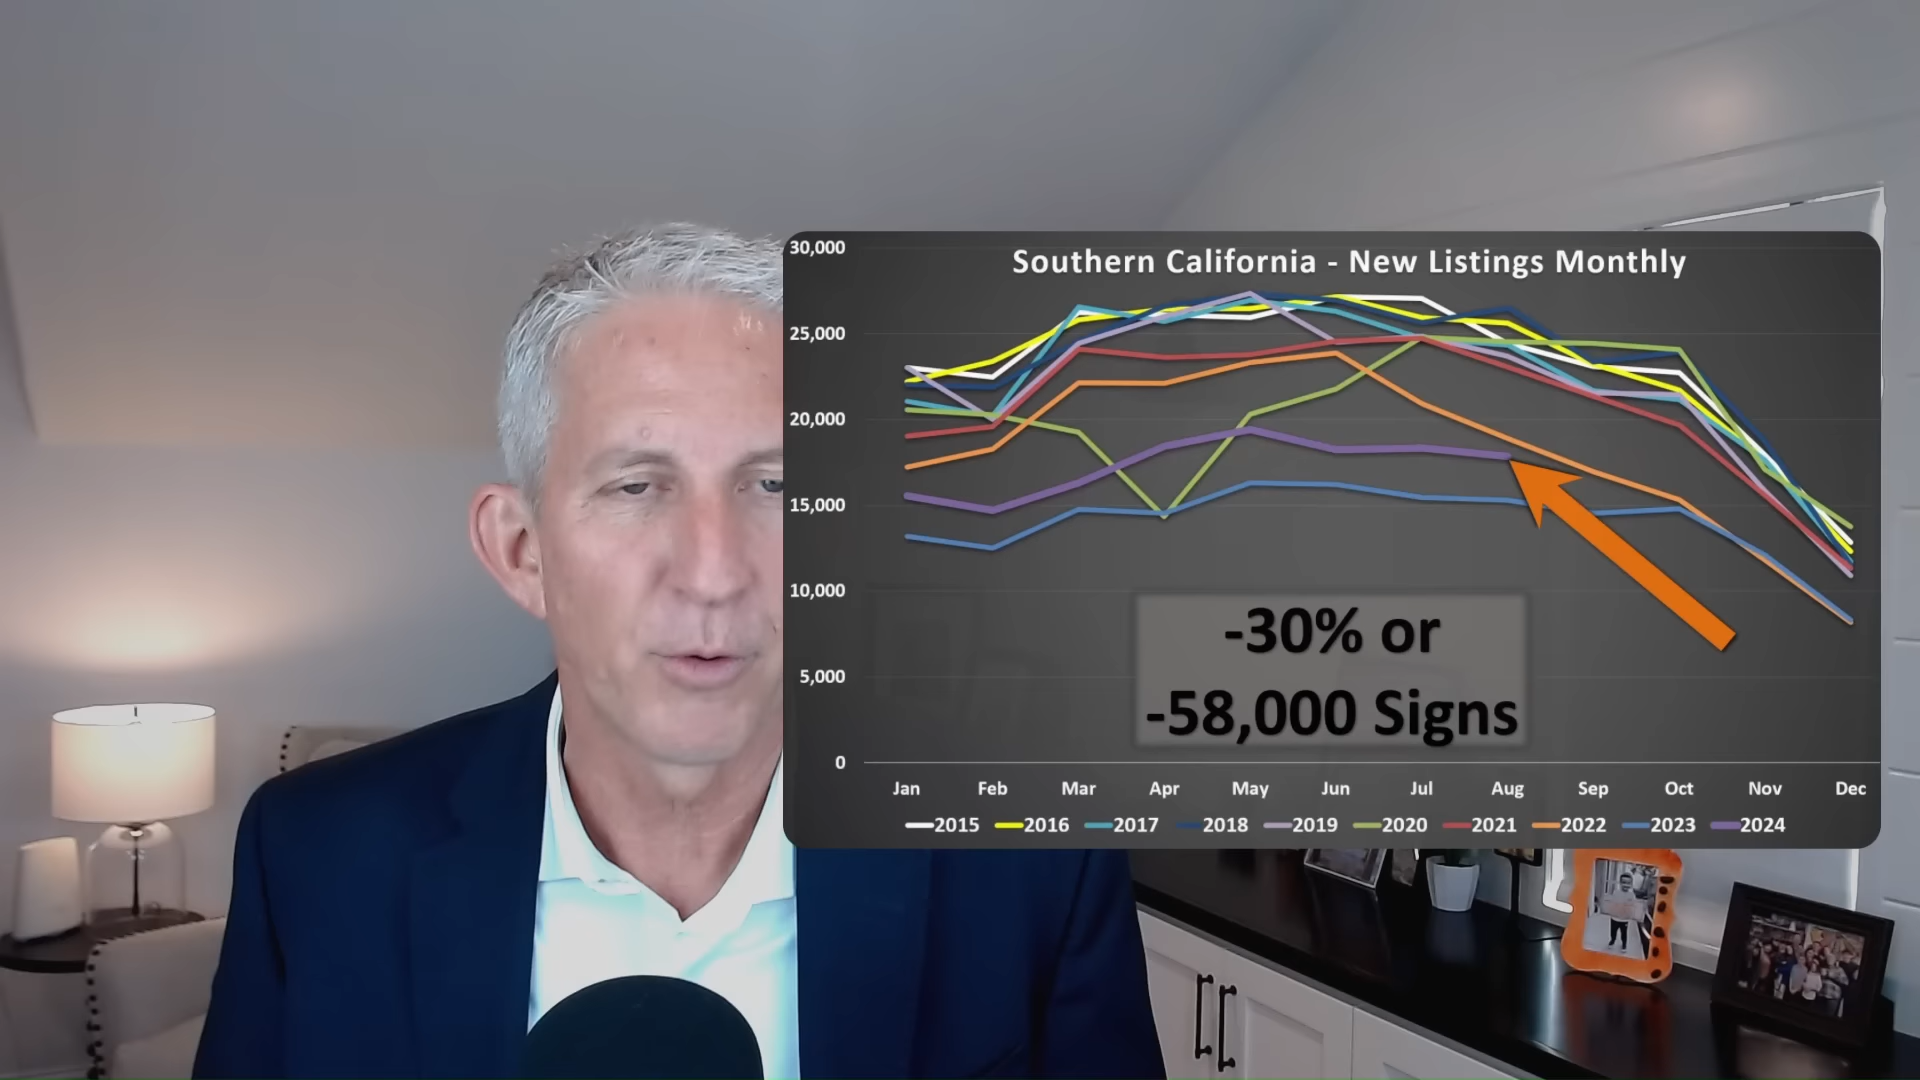 Southern California - New Listings Monthly
30,000
25,000
20,000
15,000
10,000
5,000
0
-30% or
-58,000 Signs
Jan Feb Mar Apr May Jun Jul Aug Sep Oct Nov Dec
2015 2016 2017 2018 2019 2020 2021 2022 2023 2024